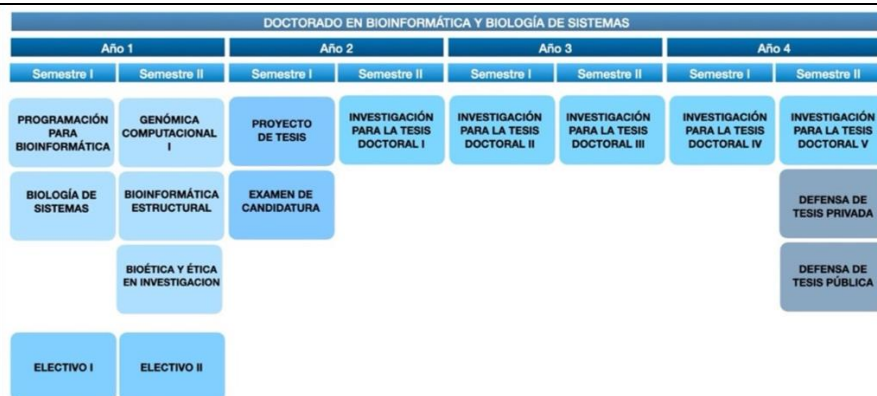 DOCTORADO EN BIOINFORMÁTICA Y BIOLOGÍA DE SISTEMAS
Año 1
Año 2
Año 3
Año 4
Semestre I
Semestre II
Semestre I
Semestre II
Semestre I
Semestre II
Semestre I
Semestre II
PROGRAMACIÓN
PARA
BIOINFORMÁTICA
GENÓMICA
COMPUTACIONAL
I
PROYECTO
DE TESIS
INVESTIGACIÓN
PARA LA TESIS
DOCTORAL I
INVESTIGACIÓN
PARA LA TESIS
DOCTORAL II
INVESTIGACIÓN
PARA LA TESIS
DOCTORAL III
INVESTIGACIÓN
PARA LA TESIS
DOCTORAL IV
INVESTIGACIÓN
PARA LA TESIS
DOCTORAL V
BIOLOGÍA DE
SISTEMAS
BIOINFORMÁTICA
ESTRUCTURAL
EXAMEN DE
CANDIDATURA
DEFENSA DE
TESIS PRIVADA
BIOÉTICA Y ÉTICA
EN INVESTIGACION
DEFENSA DE
TESIS PÚBLICA
ELECTIVO I
ELECTIVO II